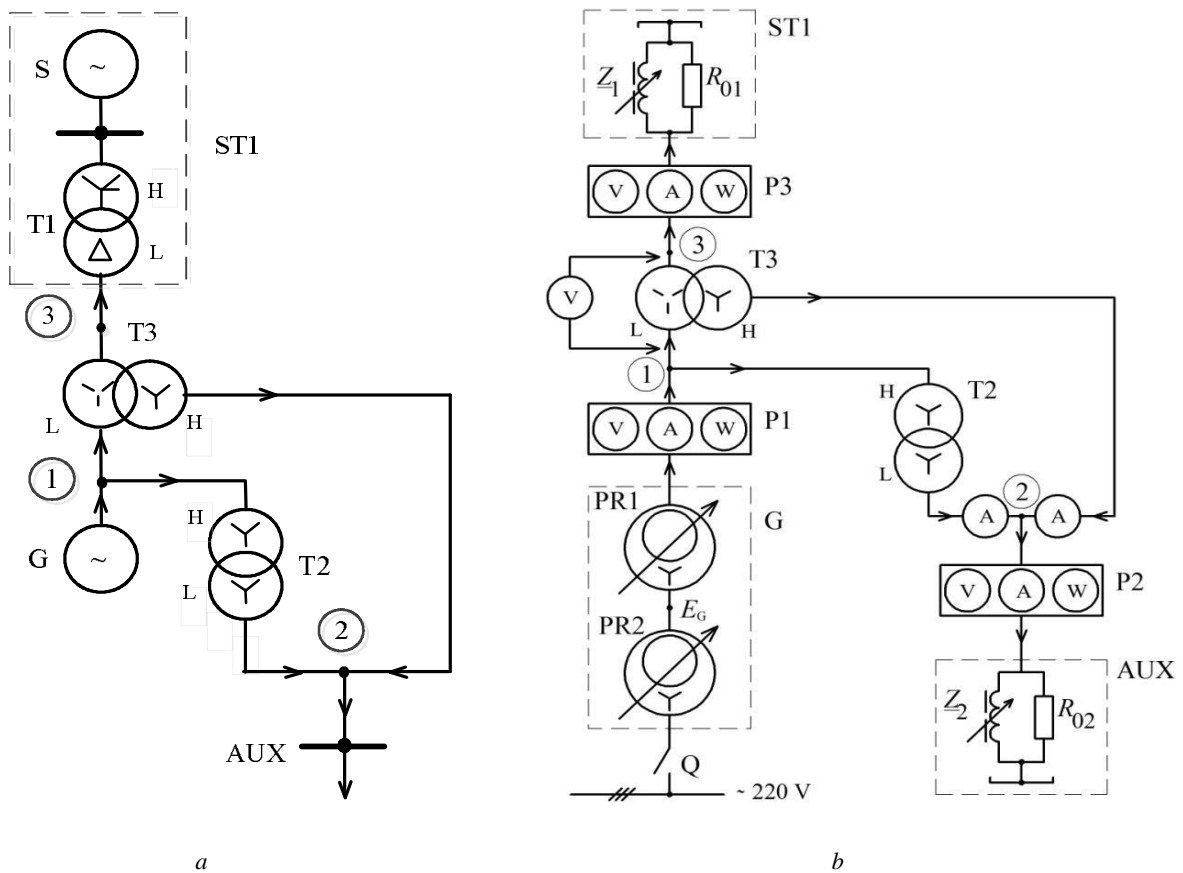 S
~
ST1
H
T1
L
3
T3
L
H
1
H
G
~
T2
L
2
AUX
a
ST1
Z1
R01
V A W
P3
3
T3
V
L
H
1
T2
H
V A W
P1
L
PR1
G
2
A A
EG
V A W
P2
PR2
AUX
Z2
R02
Q
~ 220 V
b